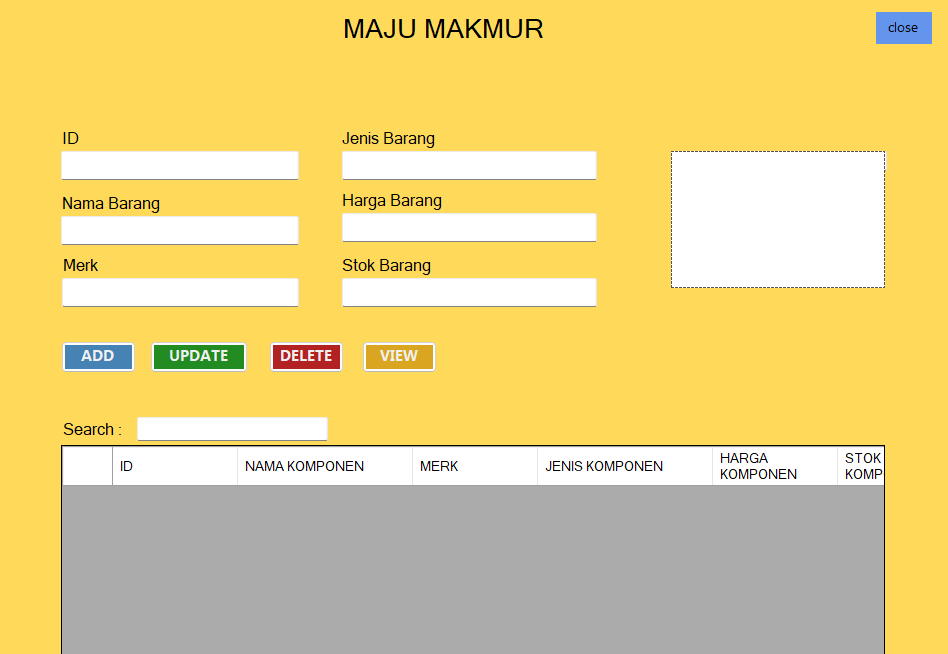 MAJU MAKMUR
close
ID
Jenis Barang
Nama Barang
Harga Barang
Merk
Stok Barang
ADD
UPDATE
DELETE
VIEW
Search :
ID
NAMA KOMPONEN
MERK
JENIS KOMPONEN
HARGA
KOMPONEN
STOK
KOMP